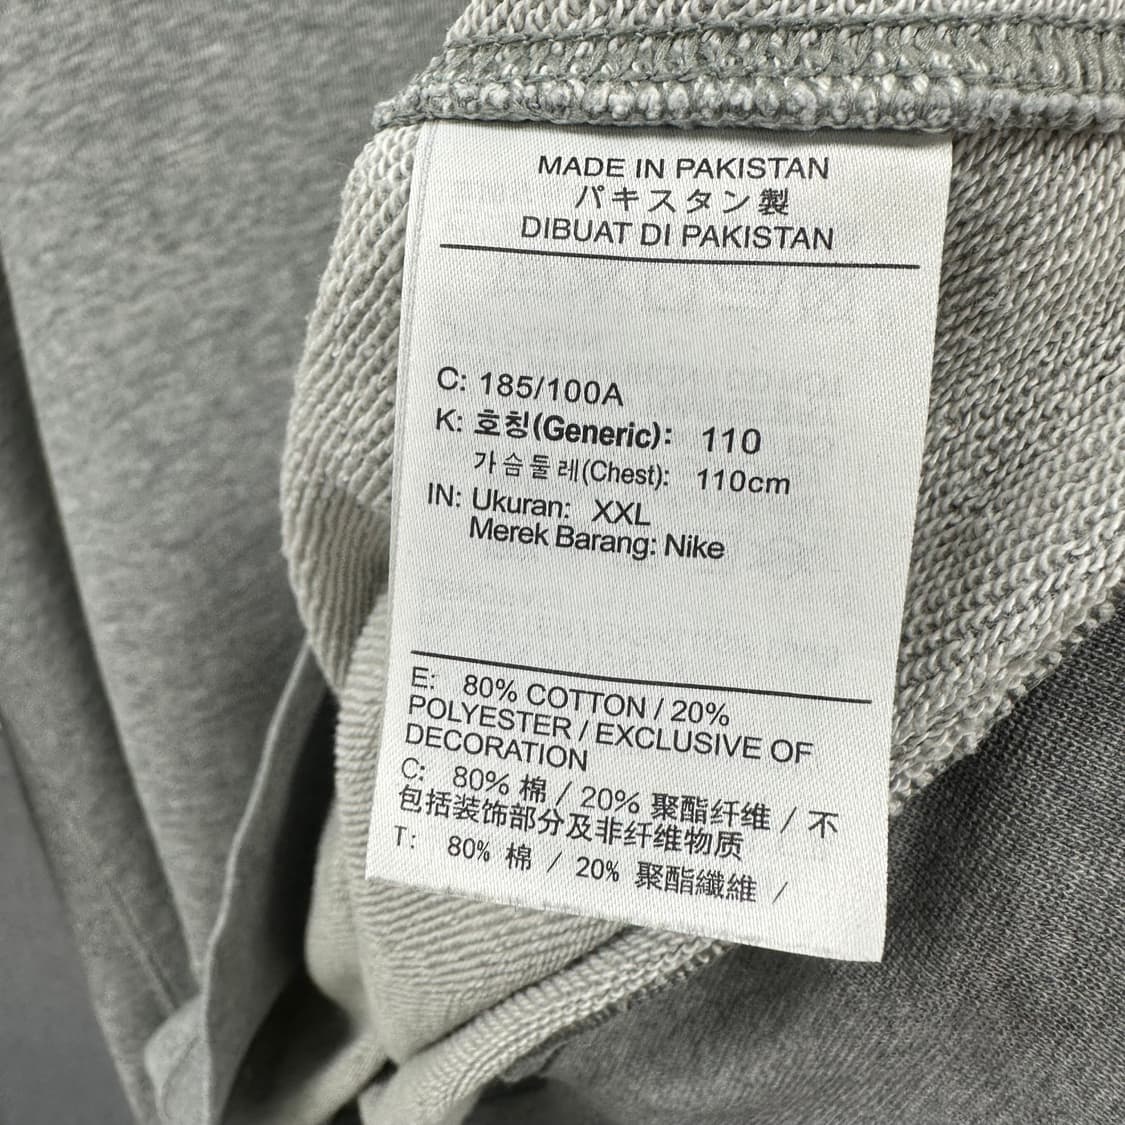 MADE IN PAKISTAN
パキスタン製
DIBUAT DI PAKISTAN
C: 185/100A
K: 호칭(Generic): 110
가슴둘레(Chest): 110cm
IN: Ukuran: XXL
Merek Barang: Nike
E: 80% COTTON / 20%
POLYESTER / EXCLUSIVE OF
DECORATION
C: 80% 棉 / 20% 聚酯纤维 / 不
包括装饰部分及非纤维物质
T: 80% 棉 / 20% 聚酯纖維 /